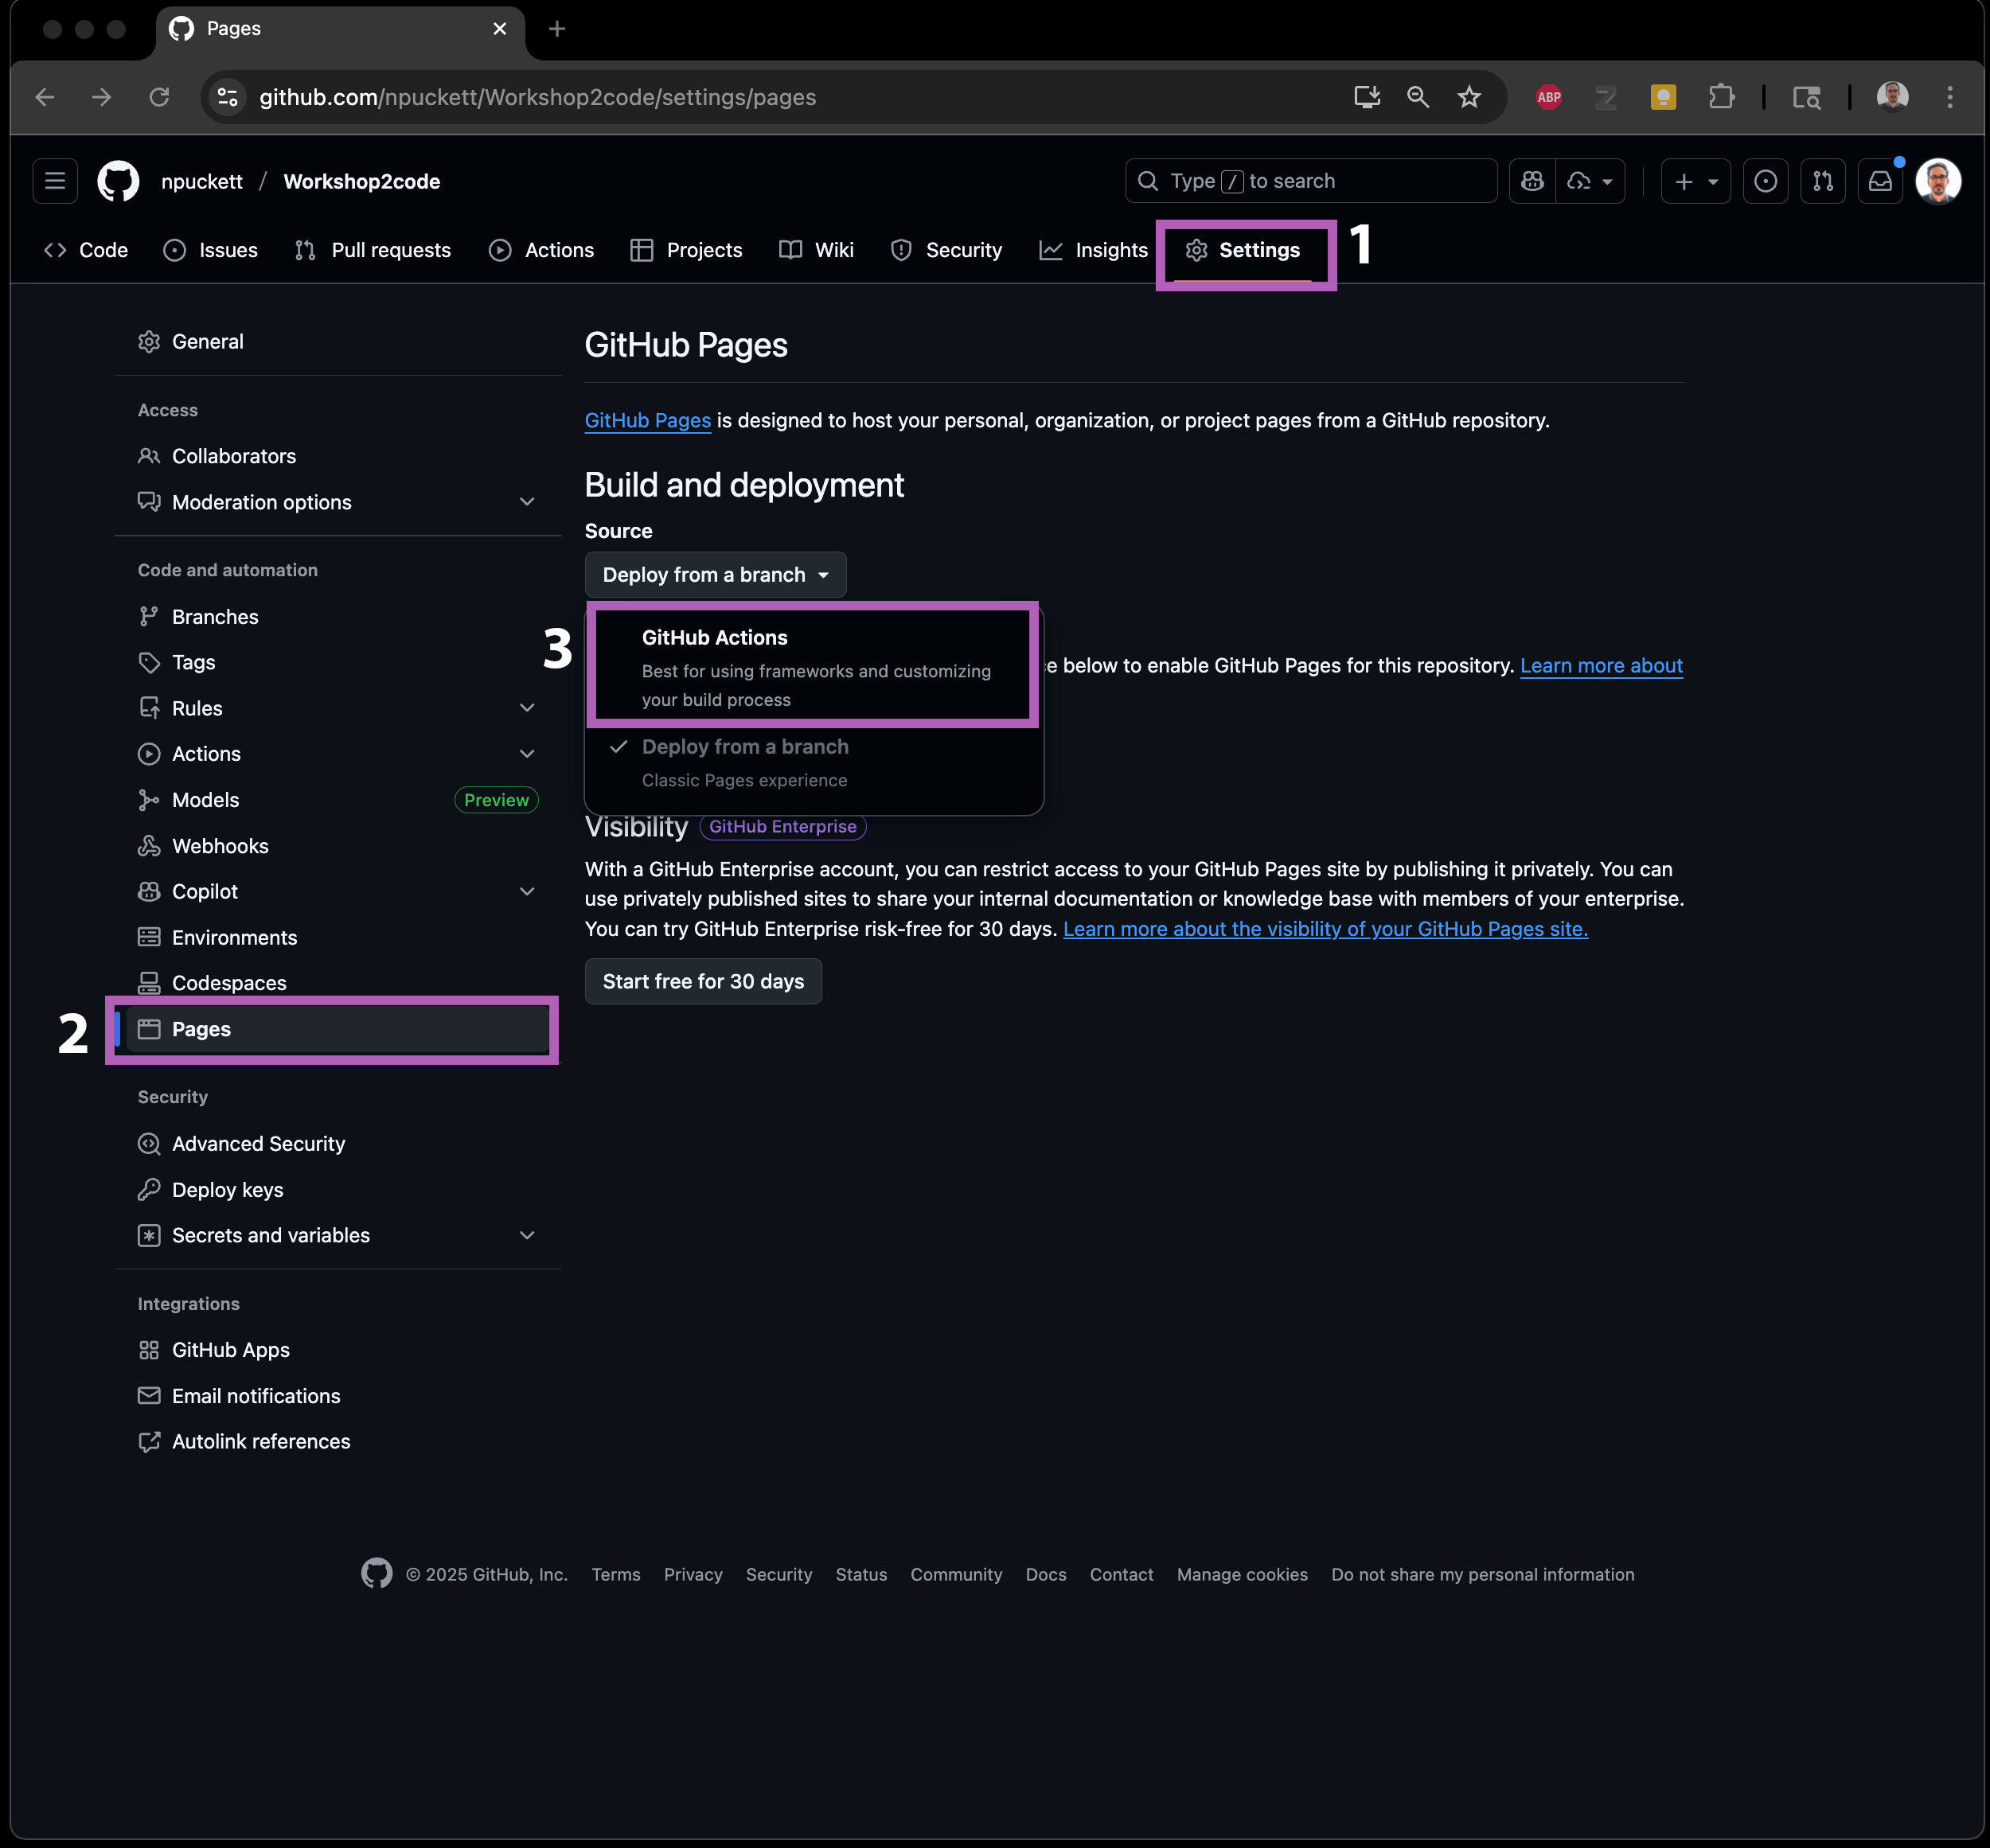 Pages
github.com/npuckett/Workshop2code/settings/pages
ABP
npuckett / Workshop2code
Type / to search
Code
Issues
Pull requests
Actions
Projects
Wiki
Security
Insights
Settings
1
General
Access
Collaborators
Moderation options
Code and automation
Branches
Tags
Rules
Actions
Models
Preview
Webhooks
Copilot
Environments
Codespaces
2
Pages
Security
Advanced Security
Deploy keys
Secrets and variables
Integrations
GitHub Apps
Email notifications
Autolink references
GitHub Pages
GitHub Pages is designed to host your personal, organization, or project pages from a GitHub repository.
Build and deployment
Source
Deploy from a branch
3
GitHub Actions
Best for using frameworks and customizing
your build process
below to enable GitHub Pages for this repository. Learn more about
Deploy from a branch
Classic Pages experience
Visibility GitHub Enterprise
With a GitHub Enterprise account, you can restrict access to your GitHub Pages site by publishing it privately. You can
use privately published sites to share your internal documentation or knowledge base with members of your enterprise.
You can try GitHub Enterprise risk-free for 30 days. Learn more about the visibility of your GitHub Pages site.
Start free for 30 days
© 2025 GitHub, Inc.
Terms
Privacy
Security
Status
Community
Docs
Contact
Manage cookies
Do not share my personal information